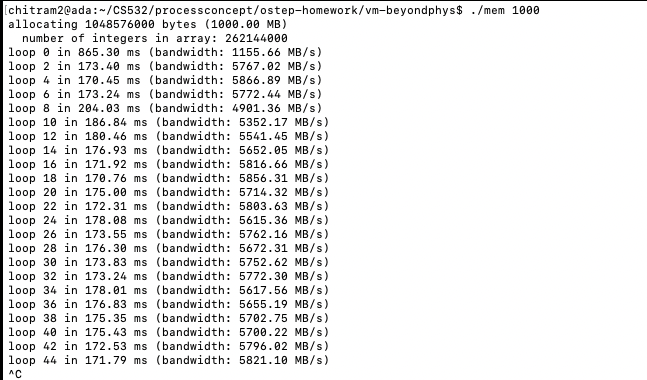 [chitram2@ada:~/CS532/processconcept/ostep-homework/vm-beyondphys$ ./mem 1000
allocating 1048576000 bytes (1000.00 MB)
  number of integers in array: 262144000
loop 0 in 865.30 ms (bandwidth: 1155.66 MB/s)
loop 2 in 173.40 ms (bandwidth: 5767.02 MB/s)
loop 4 in 170.45 ms (bandwidth: 5866.89 MB/s)
loop 6 in 173.24 ms (bandwidth: 5772.44 MB/s)
loop 8 in 204.03 ms (bandwidth: 4901.36 MB/s)
loop 10 in 186.84 ms (bandwidth: 5352.17 MB/s)
loop 12 in 180.46 ms (bandwidth: 5541.45 MB/s)
loop 14 in 176.93 ms (bandwidth: 5652.05 MB/s)
loop 16 in 171.92 ms (bandwidth: 5816.66 MB/s)
loop 18 in 170.76 ms (bandwidth: 5856.31 MB/s)
loop 20 in 175.00 ms (bandwidth: 5714.32 MB/s)
loop 22 in 172.31 ms (bandwidth: 5803.63 MB/s)
loop 24 in 178.08 ms (bandwidth: 5615.36 MB/s)
loop 26 in 173.55 ms (bandwidth: 5762.16 MB/s)
loop 28 in 176.30 ms (bandwidth: 5672.31 MB/s)
loop 30 in 173.83 ms (bandwidth: 5752.62 MB/s)
loop 32 in 173.24 ms (bandwidth: 5772.30 MB/s)
loop 34 in 178.01 ms (bandwidth: 5617.56 MB/s)
loop 36 in 176.83 ms (bandwidth: 5655.19 MB/s)
loop 38 in 175.35 ms (bandwidth: 5702.75 MB/s)
loop 40 in 175.43 ms (bandwidth: 5700.22 MB/s)
loop 42 in 172.53 ms (bandwidth: 5796.02 MB/s)
loop 44 in 171.79 ms (bandwidth: 5821.10 MB/s)
^C